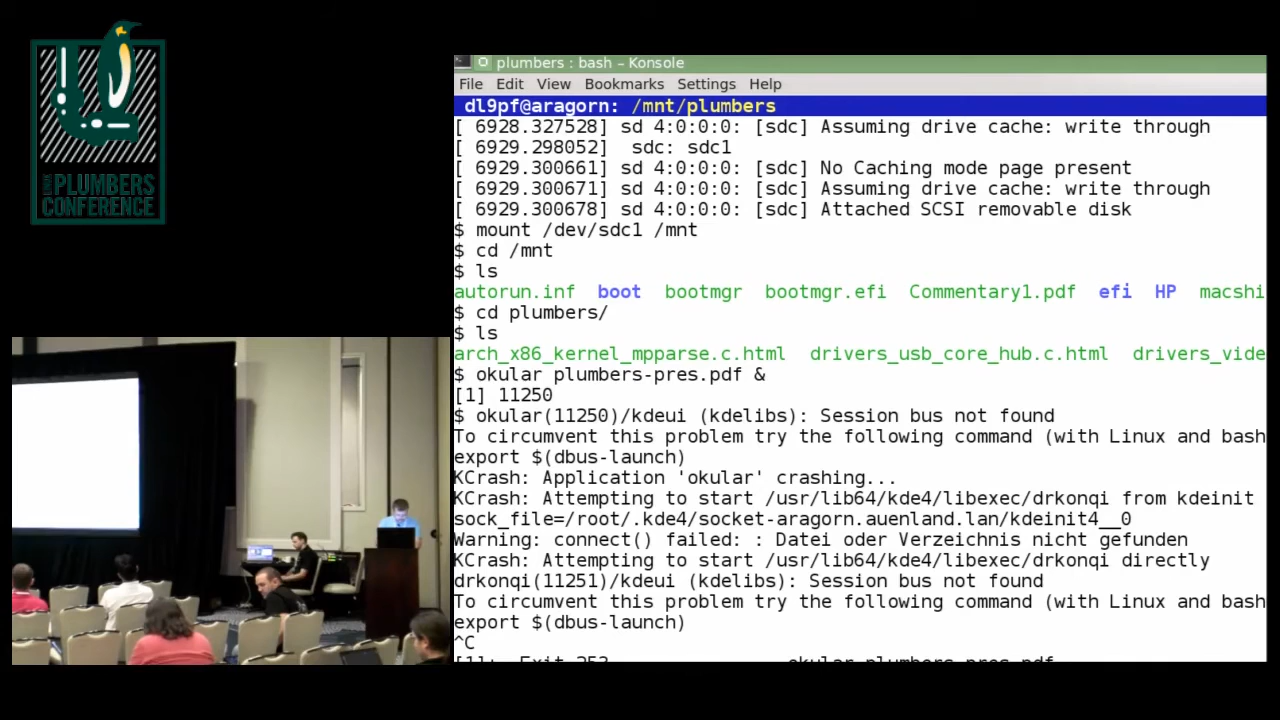 LINUX PLUMBERS
CONFERENCE
plumbers : bash – Konsole
File Edit View Bookmarks Settings Help
dl9pf@aragorn: /mnt/plumbers
[ 6928.327528] sd 4:0:0:0: [sdc] Assuming drive cache: write through
[ 6929.298052]  sdc: sdc1
[ 6929.300661] sd 4:0:0:0: [sdc] No Caching mode page present
[ 6929.300671] sd 4:0:0:0: [sdc] Assuming drive cache: write through
[ 6929.300678] sd 4:0:0:0: [sdc] Attached SCSI removable disk
$ mount /dev/sdc1 /mnt
$ cd /mnt
$ ls
autorun.inf  boot  bootmgr  bootmgr.efi  Commentary1.pdf  efi  HP  macshi
$ cd plumbers/
$ ls
arch_x86_kernel_mpparse.c.html  drivers_usb_core_hub.c.html  drivers_vide
$ okular plumbers-pres.pdf &
[1] 11250
$ okular(11250)/kdeui (kdelibs): Session bus not found
To circumvent this problem try the following command (with Linux and bash
export $(dbus-launch)
KCrash: Application 'okular' crashing...
KCrash: Attempting to start /usr/lib64/kde4/libexec/drkonqi from kdeinit
sock_file=/root/.kde4/socket-aragorn.auenland.lan/kdeinit4__0
Warning: connect() failed: : Datei oder Verzeichnis nicht gefunden
KCrash: Attempting to start /usr/lib64/kde4/libexec/drkonqi directly
drkonqi(11251)/kdeui (kdelibs): Session bus not found
To circumvent this problem try the following command (with Linux and bash
export $(dbus-launch)
^C
[1]+  Exit 253               okular plumbers-pres.pdf